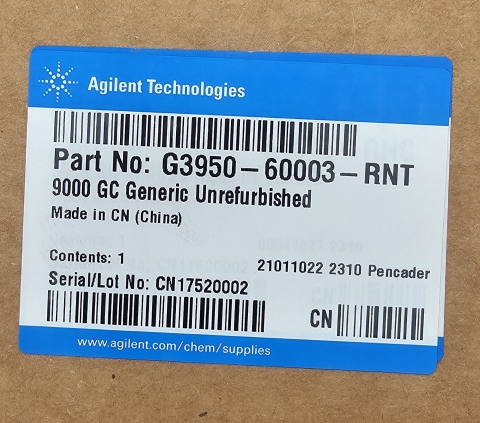 Agilent Technologies
Part No: G3950-60003-RNT
9000 GC Generic Unrefurbished
Made in CN (China)
Contents: 1
21011022 2310 Pencader
Serial/Lot No: CN17520002
CN
www.agilent.com/chem/supplies